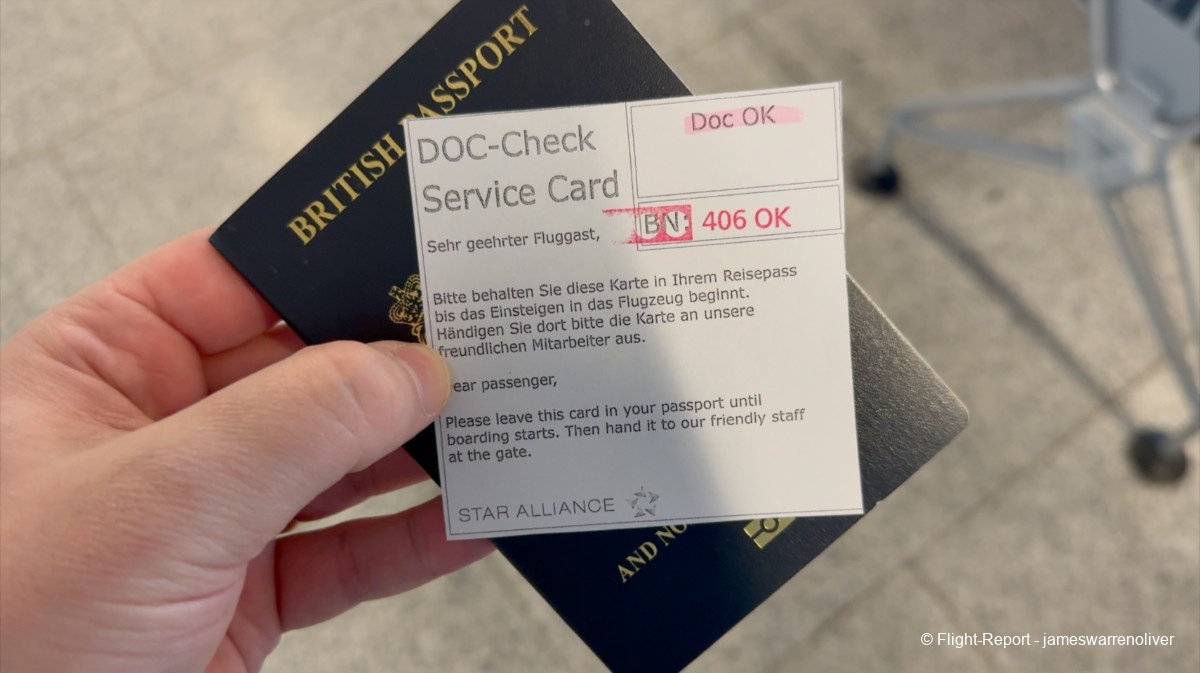 BRITISH PASSPORT
DOC-Check
Service Card
Doc OK
BN: 406 OK
Sehr geehrter Fluggast,
Bitte behalten Sie diese Karte in Ihrem Reisepass
bis das Einsteigen in das Flugzeug beginnt.
Händigen Sie dort bitte die Karte an unsere
freundlichen Mitarbeiter aus.
ear passenger,
Please leave this card in your passport until
boarding starts. Then hand it to our friendly staff
at the gate.
STAR ALLIANCE
AND NO
© Flight-Report - jameswarrenoliver